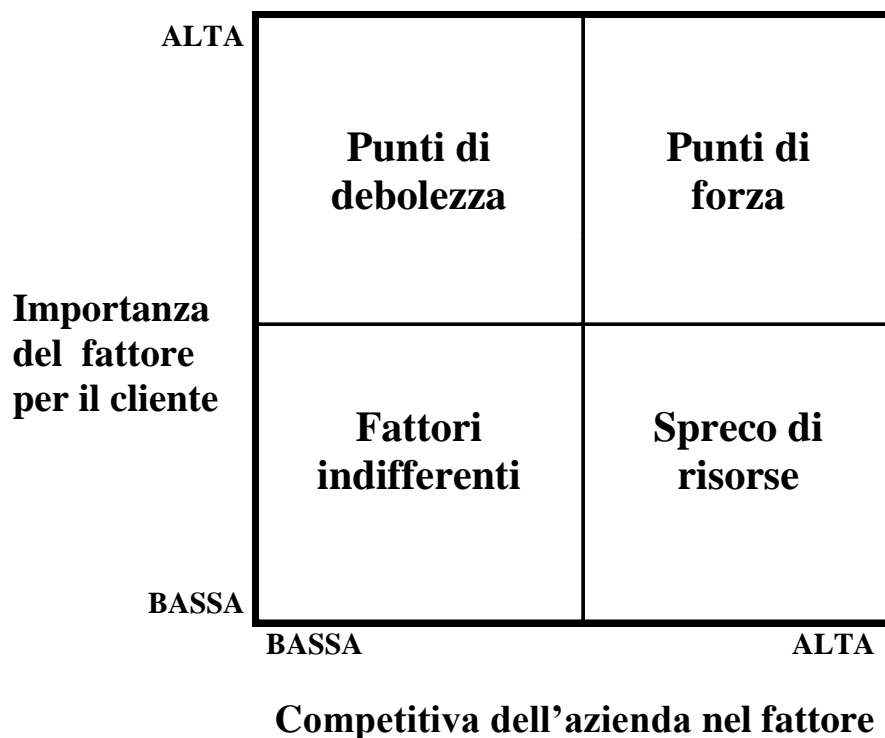 ALTA
Punti di
debolezza
Punti di
forza
Importanza
del fattore
per il cliente
Fattori
indifferenti
Spreco di
risorse
BASSA
BASSA
ALTA
Competitiva dell’azienda nel fattore